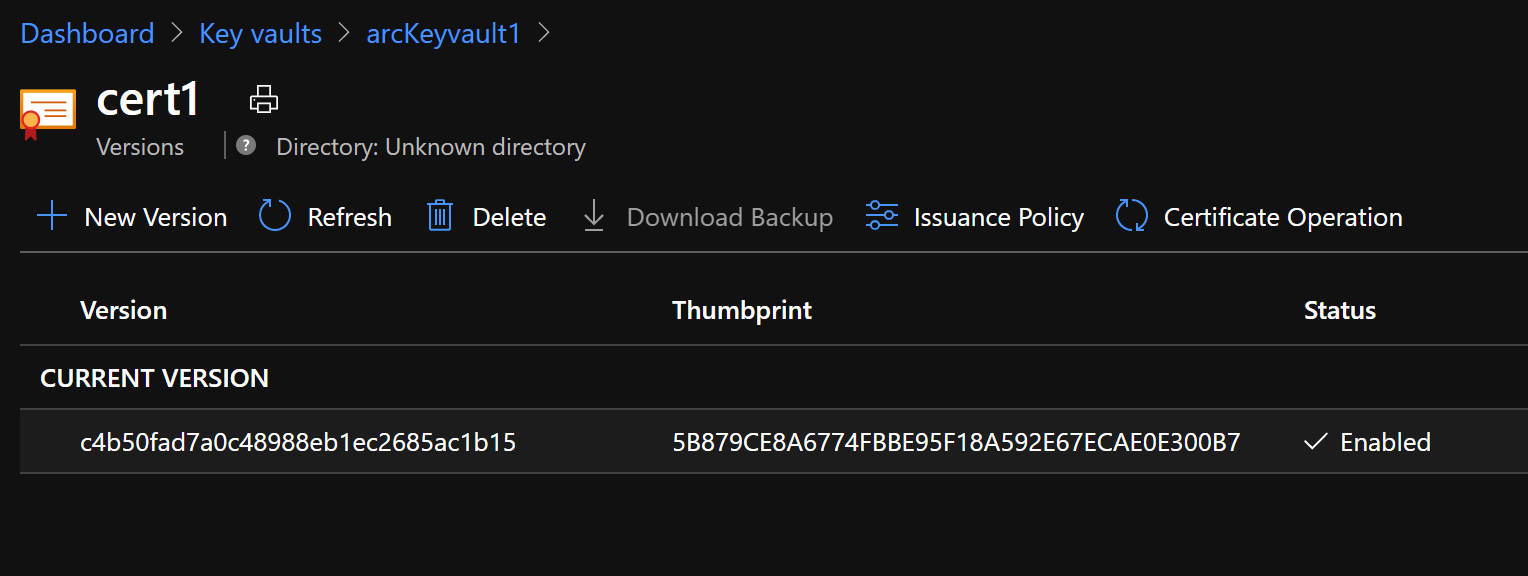 Dashboard > Key vaults > arcKeyvault1 >
cert1
Versions | ? Directory: Unknown directory
New Version Refresh Delete Download Backup Issuance Policy Certificate Operation
Version Thumbprint Status
CURRENT VERSION
c4b50fad7a0c48988eb1ec2685ac1b15 5B879CE8A6774FBBE95F18A592E67ECAE0E300B7 Enabled